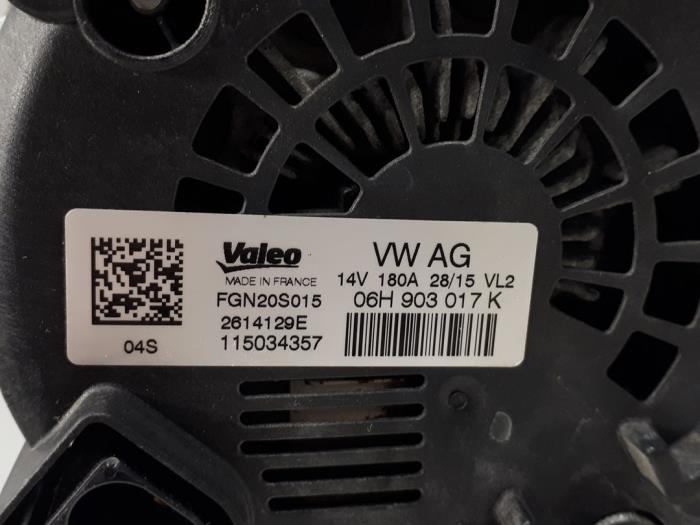 Valeo
MADE IN FRANCE
FGN20S015
2614129E
115034357
04S
VW AG
14V 180A 28/15 VL2
06H 903 017 K